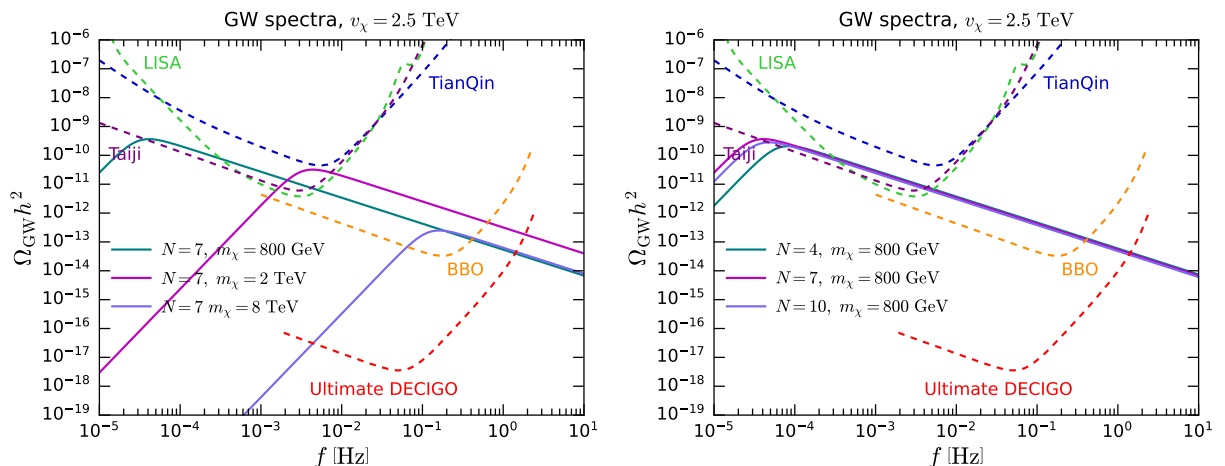 GW spectra, v_χ = 2.5 TeV
10^-6
10^-7
10^-8
10^-9
10^-10
10^-11
10^-12
10^-13
10^-14
10^-15
10^-16
10^-17
10^-18
10^-19
Ω_GW h^2
LISA
TianQin
Taiji
BBO
Ultimate DECIGO
N = 7, m_χ = 800 GeV
N = 7, m_χ = 2 TeV
N = 7 m_χ = 8 TeV
10^-5 10^-4 10^-3 10^-2 10^-1 10^0 10^1
f [Hz]
GW spectra, v_χ = 2.5 TeV
10^-6
10^-7
10^-8
10^-9
10^-10
10^-11
10^-12
10^-13
10^-14
10^-15
10^-16
10^-17
10^-18
10^-19
Ω_GW h^2
LISA
TianQin
Taiji
BBO
Ultimate DECIGO
N = 4, m_χ = 800 GeV
N = 7, m_χ = 800 GeV
N = 10, m_χ = 800 GeV
10^-5 10^-4 10^-3 10^-2 10^-1 10^0 10^1
f [Hz]